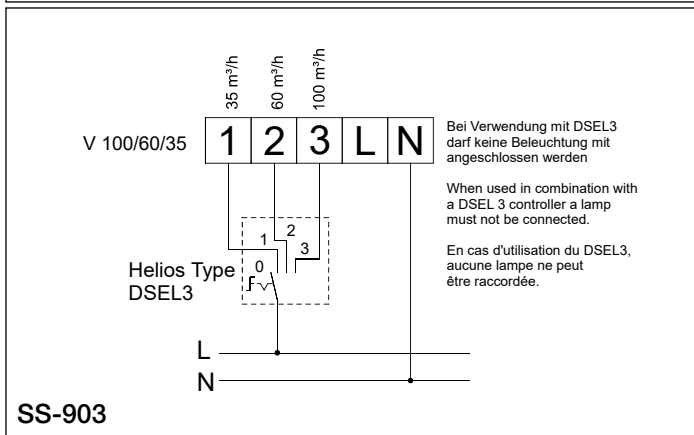 35 m³/h
60 m³/h
100 m³/h
V 100/60/35
1 2 3 L N
Bei Verwendung mit DSEL3
darf keine Beleuchtung mit
angeschlossen werden
When used in combination with
a DSEL 3 controller a lamp
must not be connected.
En cas d'utilisation du DSEL3,
aucune lampe ne peut
être raccordée.
2
1
3
0
Helios Type
DSEL3
L
N
SS-903